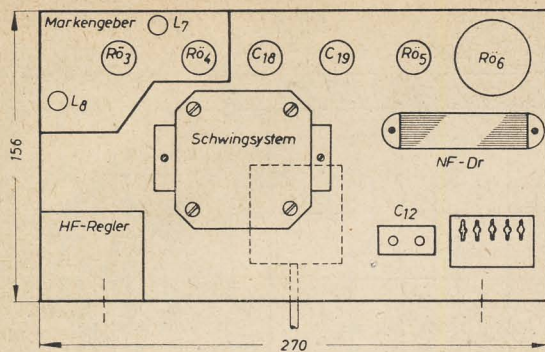 Markengeber
L7
Rö3
Rö4
C18
C19
Rö5
Rö6
L8
Schwingsystem
NF-Dr
156
HF-Regler
C12
270